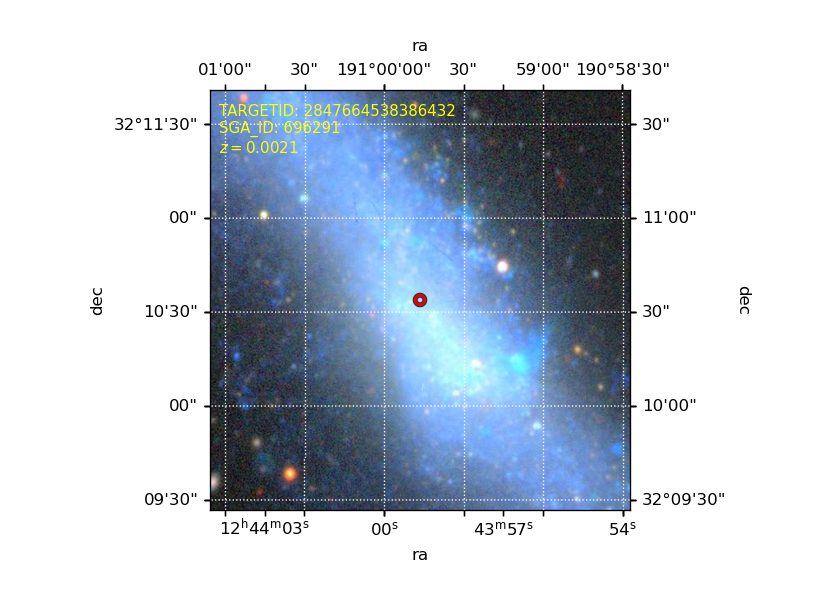 ra
01'00" 30" 191°00'00" 30" 59'00" 190°58'30"
TARGETID: 2847664538386432
SGA_ID: 696291
z = 0.0021
32°11'30" 30"
00" 11'00"
dec dec
10'30" 30"
00" 10'00"
09'30" 32°09'30"
12h44m03s 00s 43m57s 54s
ra